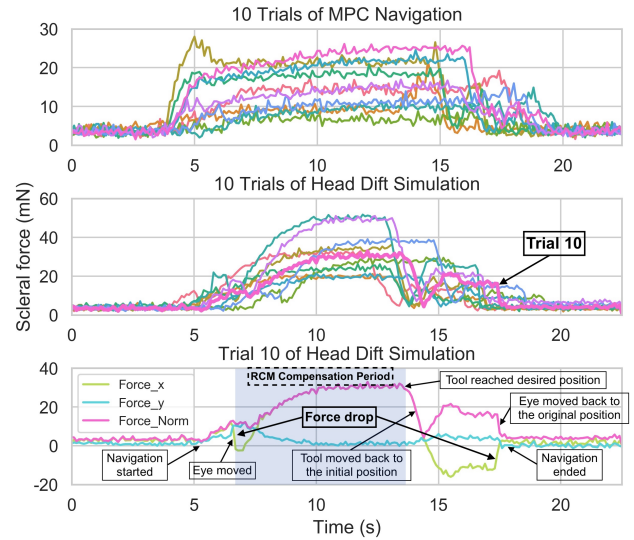 10 Trials of MPC Navigation
30
20
10
0
0
5
10
15
20
10 Trials of Head Dift Simulation
60
40
20
0
Trial 10
0
5
10
15
20
Scleral force (mN)
Trial 10 of Head Dift Simulation
40
20
0
-20
Force_x
Force_y
Force_Norm
RCM Compensation Period
Tool reached desired position
Force drop
Eye moved back to
the original position
Navigation
started
Eye moved
Tool moved back to
the initial position
Navigation
ended
0
5
10
15
20
Time (s)